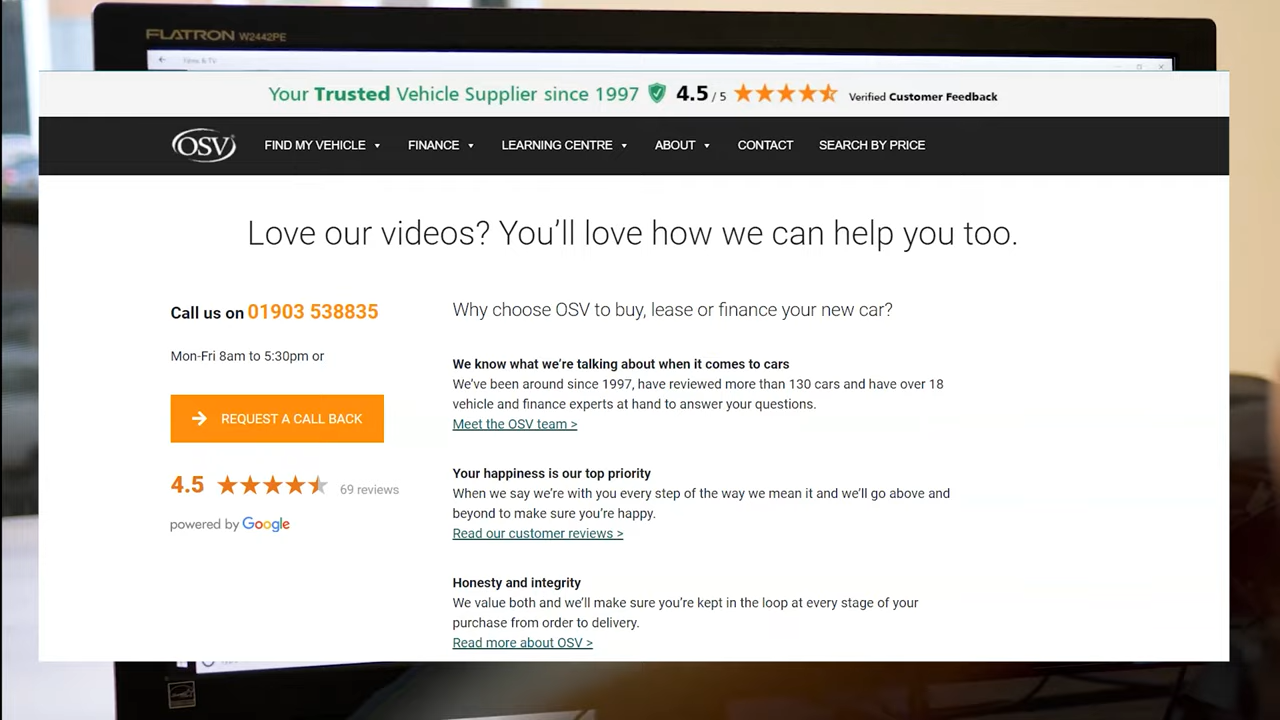 FLATRON W2442PE
Films & TV
Your Trusted Vehicle Supplier since 1997 4.5 / 5 Verified Customer Feedback
OSV FIND MY VEHICLE FINANCE LEARNING CENTRE ABOUT CONTACT SEARCH BY PRICE
Love our videos? You'll love how we can help you too.
Call us on 01903 538835
Mon-Fri 8am to 5:30pm or
REQUEST A CALL BACK
4.5 69 reviews
powered by Google
Why choose OSV to buy, lease or finance your new car?
We know what we're talking about when it comes to cars
We've been around since 1997, have reviewed more than 130 cars and have over 18
vehicle and finance experts at hand to answer your questions.
Meet the OSV team >
Your happiness is our top priority
When we say we're with you every step of the way we mean it and we'll go above and
beyond to make sure you're happy.
Read our customer reviews >
Honesty and integrity
We value both and we'll make sure you're kept in the loop at every stage of your
purchase from order to delivery.
Read more about OSV >